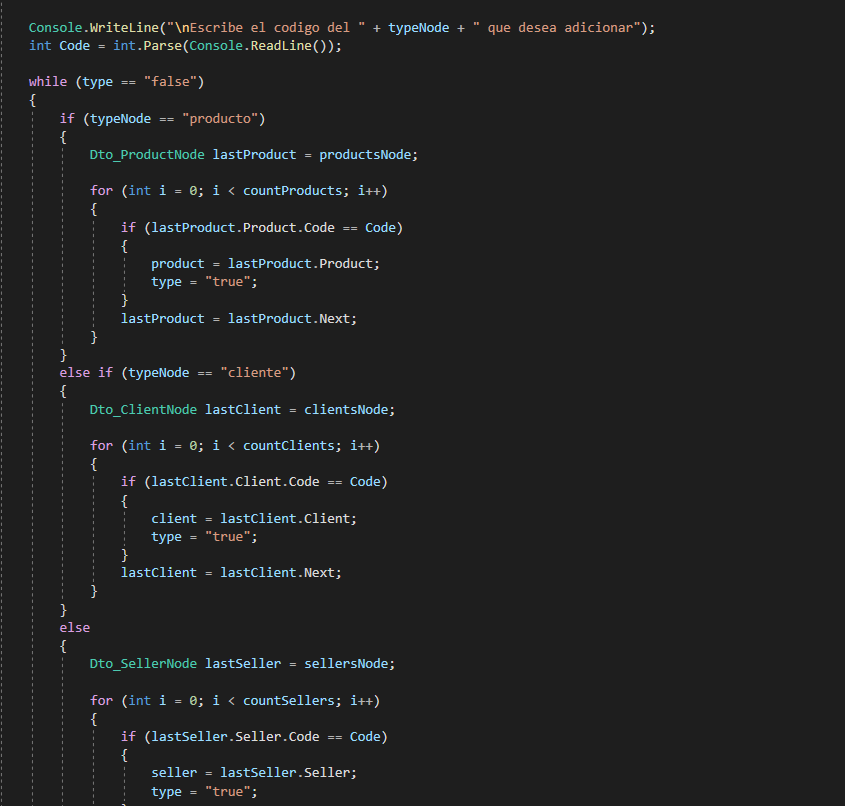 Console.WriteLine("\nEscribe el codigo del " + typeNode + " que desea adicionar");
int Code = int.Parse(Console.ReadLine());
while (type == "false")
{
if (typeNode == "producto")
{
Dto_ProductNode lastProduct = productsNode;
for (int i = 0; i < countProducts; i++)
{
if (lastProduct.Product.Code == Code)
{
product = lastProduct.Product;
type = "true";
}
lastProduct = lastProduct.Next;
}
}
else if (typeNode == "cliente")
{
Dto_ClientNode lastClient = clientsNode;
for (int i = 0; i < countClients; i++)
{
if (lastClient.Client.Code == Code)
{
client = lastClient.Client;
type = "true";
}
lastClient = lastClient.Next;
}
}
else
{
Dto_SellerNode lastSeller = sellersNode;
for (int i = 0; i < countSellers; i++)
{
if (lastSeller.Seller.Code == Code)
{
seller = lastSeller.Seller;
type = "true";
}